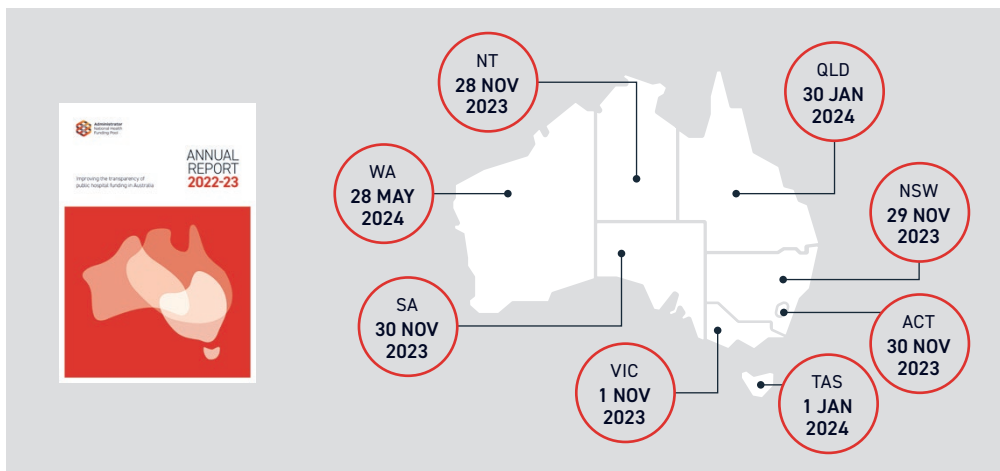 Administrator
National Health
Funding Pool
ANNUAL
REPORT
2022-23
Improving the transparency of
public hospital funding in Australia
NT
28 NOV
2023
QLD
30 JAN
2024
WA
28 MAY
2024
NSW
29 NOV
2023
SA
30 NOV
2023
ACT
30 NOV
2023
VIC
1 NOV
2023
TAS
1 JAN
2024